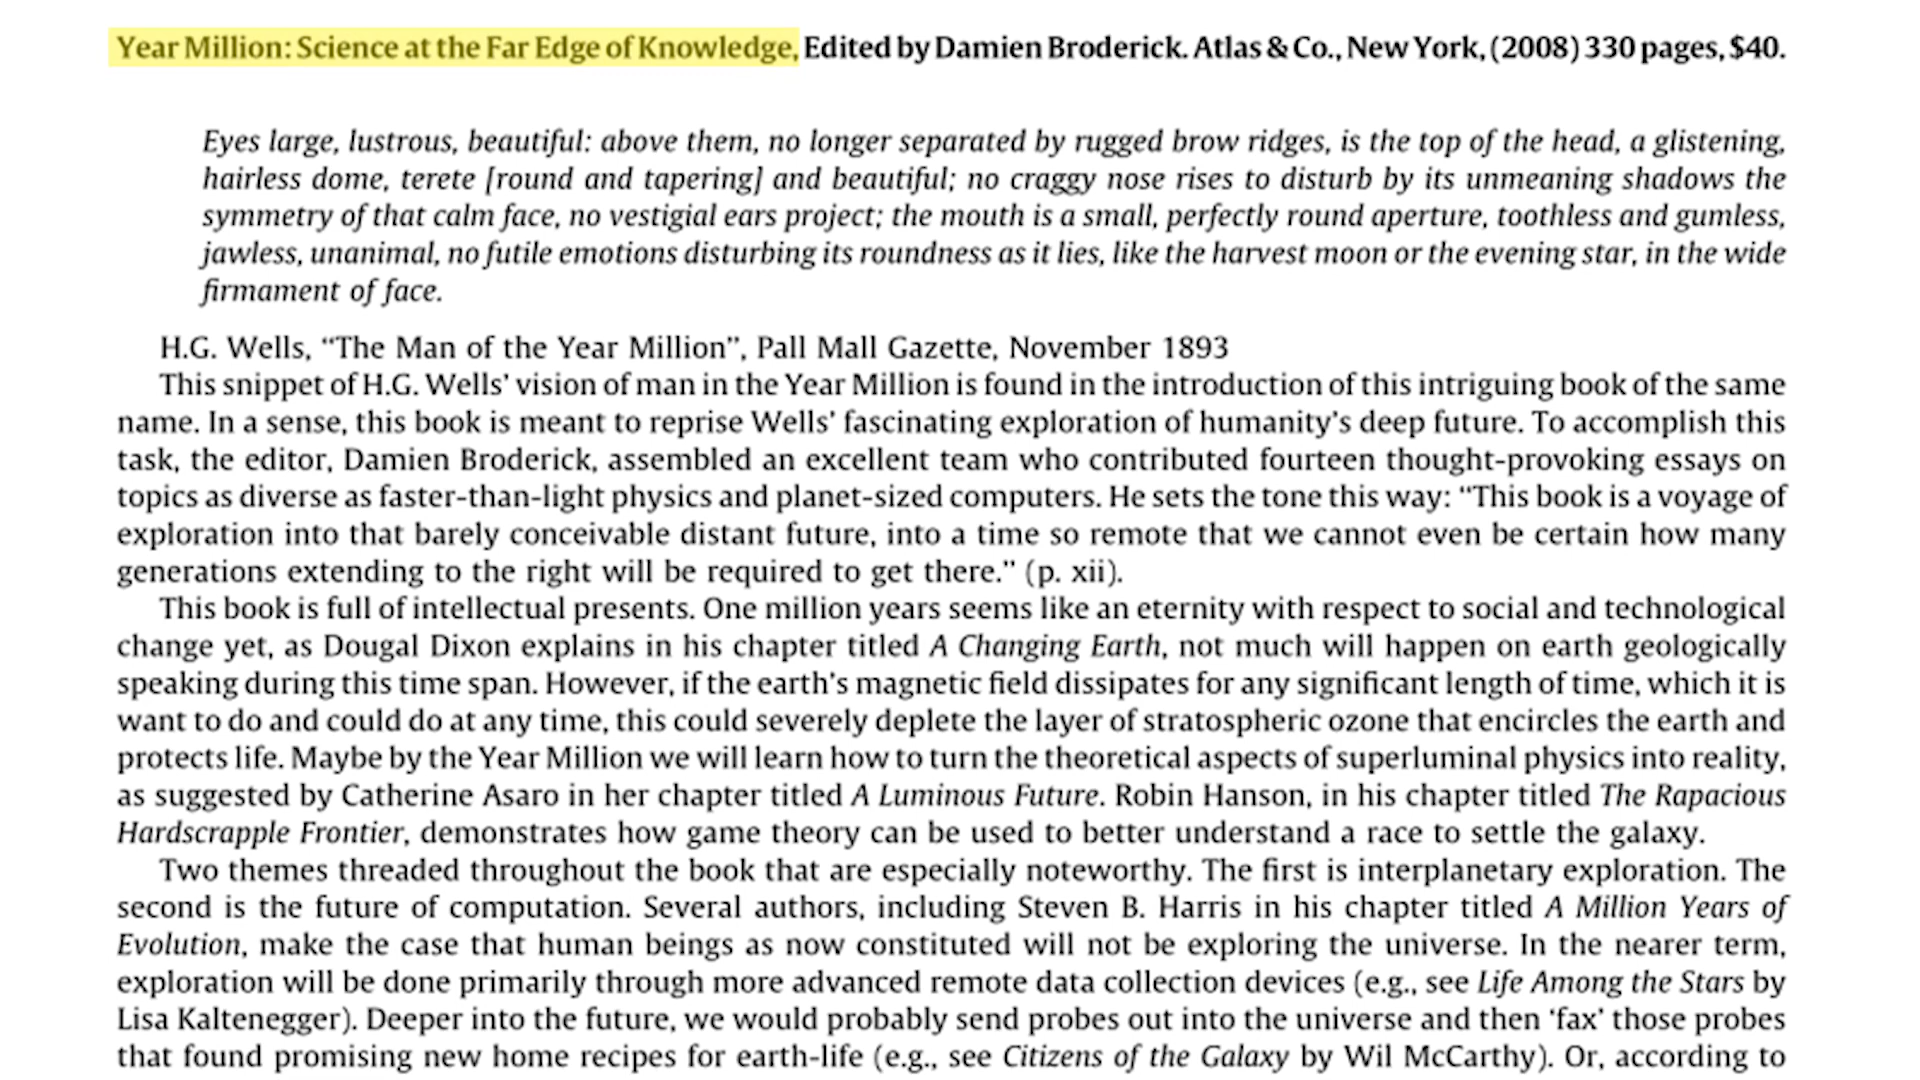 Year Million: Science at the Far Edge of Knowledge, Edited by Damien Broderick. Atlas & Co., New York, (2008) 330 pages, $40.
Eyes large, lustrous, beautiful: above them, no longer separated by rugged brow ridges, is the top of the head, a glistening,
hairless dome, terete [round and tapering] and beautiful; no craggy nose rises to disturb by its unmeaning shadows the
symmetry of that calm face, no vestigial ears project; the mouth is a small, perfectly round aperture, toothless and gumless,
jawless, unanimal, no futile emotions disturbing its roundness as it lies, like the harvest moon or the evening star, in the wide
firmament of face.
H.G. Wells, “The Man of the Year Million”, Pall Mall Gazette, November 1893
This snippet of H.G. Wells’ vision of man in the Year Million is found in the introduction of this intriguing book of the same
name. In a sense, this book is meant to reprise Wells’ fascinating exploration of humanity’s deep future. To accomplish this
task, the editor, Damien Broderick, assembled an excellent team who contributed fourteen thought-provoking essays on
topics as diverse as faster-than-light physics and planet-sized computers. He sets the tone this way: “This book is a voyage of
exploration into that barely conceivable distant future, into a time so remote that we cannot even be certain how many
generations extending to the right will be required to get there.” (p. xii).
This book is full of intellectual presents. One million years seems like an eternity with respect to social and technological
change yet, as Dougal Dixon explains in his chapter titled A Changing Earth, not much will happen on earth geologically
speaking during this time span. However, if the earth’s magnetic field dissipates for any significant length of time, which it is
want to do and could do at any time, this could severely deplete the layer of stratospheric ozone that encircles the earth and
protects life. Maybe by the Year Million we will learn how to turn the theoretical aspects of superluminal physics into reality,
as suggested by Catherine Asaro in her chapter titled A Luminous Future. Robin Hanson, in his chapter titled The Rapacious
Hardscrapple Frontier, demonstrates how game theory can be used to better understand a race to settle the galaxy.
Two themes threaded throughout the book that are especially noteworthy. The first is interplanetary exploration. The
second is the future of computation. Several authors, including Steven B. Harris in his chapter titled A Million Years of
Evolution, make the case that human beings as now constituted will not be exploring the universe. In the nearer term,
exploration will be done primarily through more advanced remote data collection devices (e.g., see Life Among the Stars by
Lisa Kaltenegger). Deeper into the future, we would probably send probes out into the universe and then ‘fax’ those probes
that found promising new home recipes for earth-life (e.g., see Citizens of the Galaxy by Wil McCarthy). Or, according to